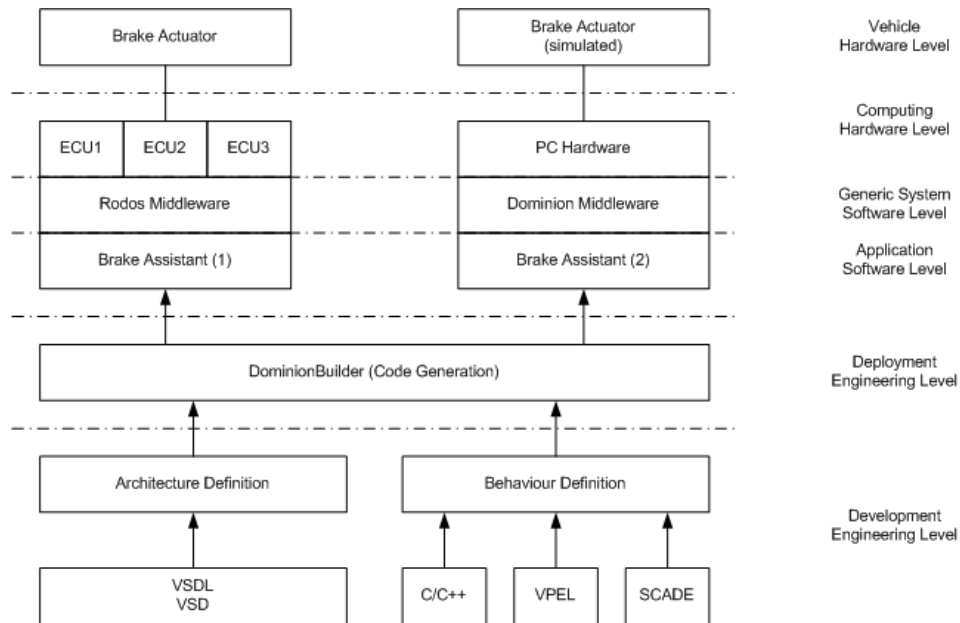 Brake Actuator
Brake Actuator
(simulated)
Vehicle
Hardware Level
ECU1
ECU2
ECU3
PC Hardware
Computing
Hardware Level
Rodos Middleware
Dominion Middleware
Generic System
Software Level
Brake Assistant (1)
Brake Assistant (2)
Application
Software Level
DominionBuilder (Code Generation)
Deployment
Engineering Level
Architecture Definition
Behaviour Definition
Development
Engineering Level
VSDL
VSD
C/C++
VPEL
SCADE